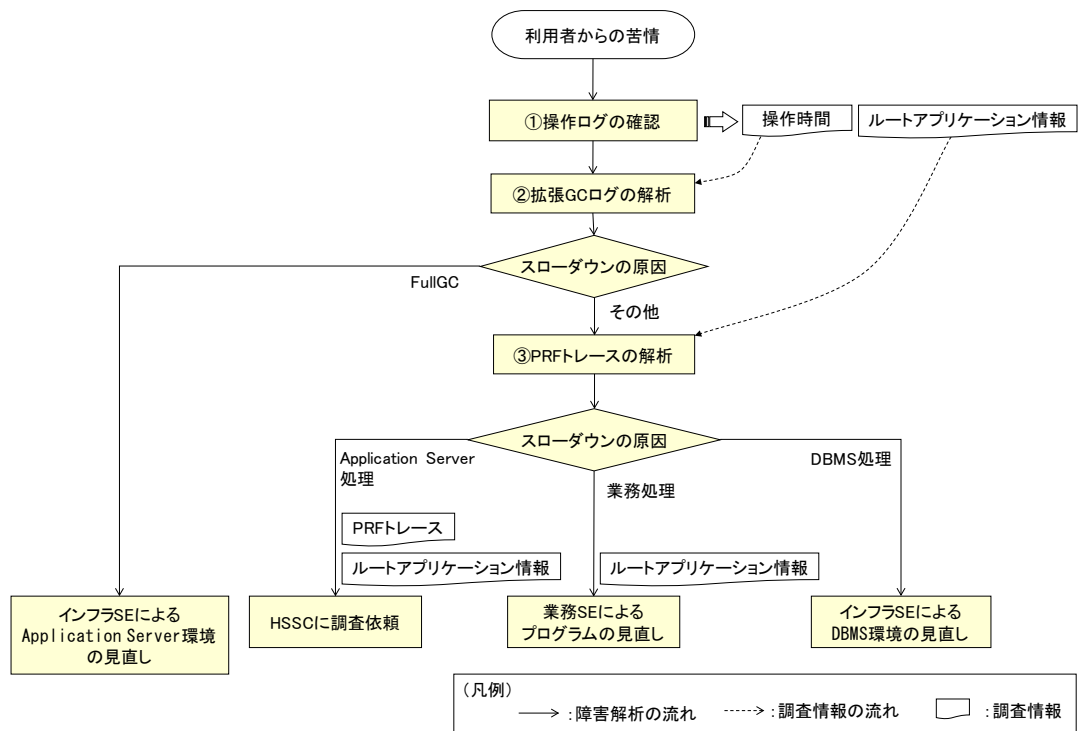 利用者からの苦情
①操作ログの確認
操作時間
ルートアプリケーション情報
②拡張GCログの解析
スローダウンの原因
FullGC
その他
③PRFトレースの解析
スローダウンの原因
Application Server
処理
業務処理
DBMS処理
PRFトレース
ルートアプリケーション情報
ルートアプリケーション情報
インフラSEによる
Application Server環境
の見直し
HSSCに調査依頼
業務SEによる
プログラムの見直し
インフラSEによる
DBMS環境の見直し
(凡例)
:障害解析の流れ
:調査情報の流れ
:調査情報